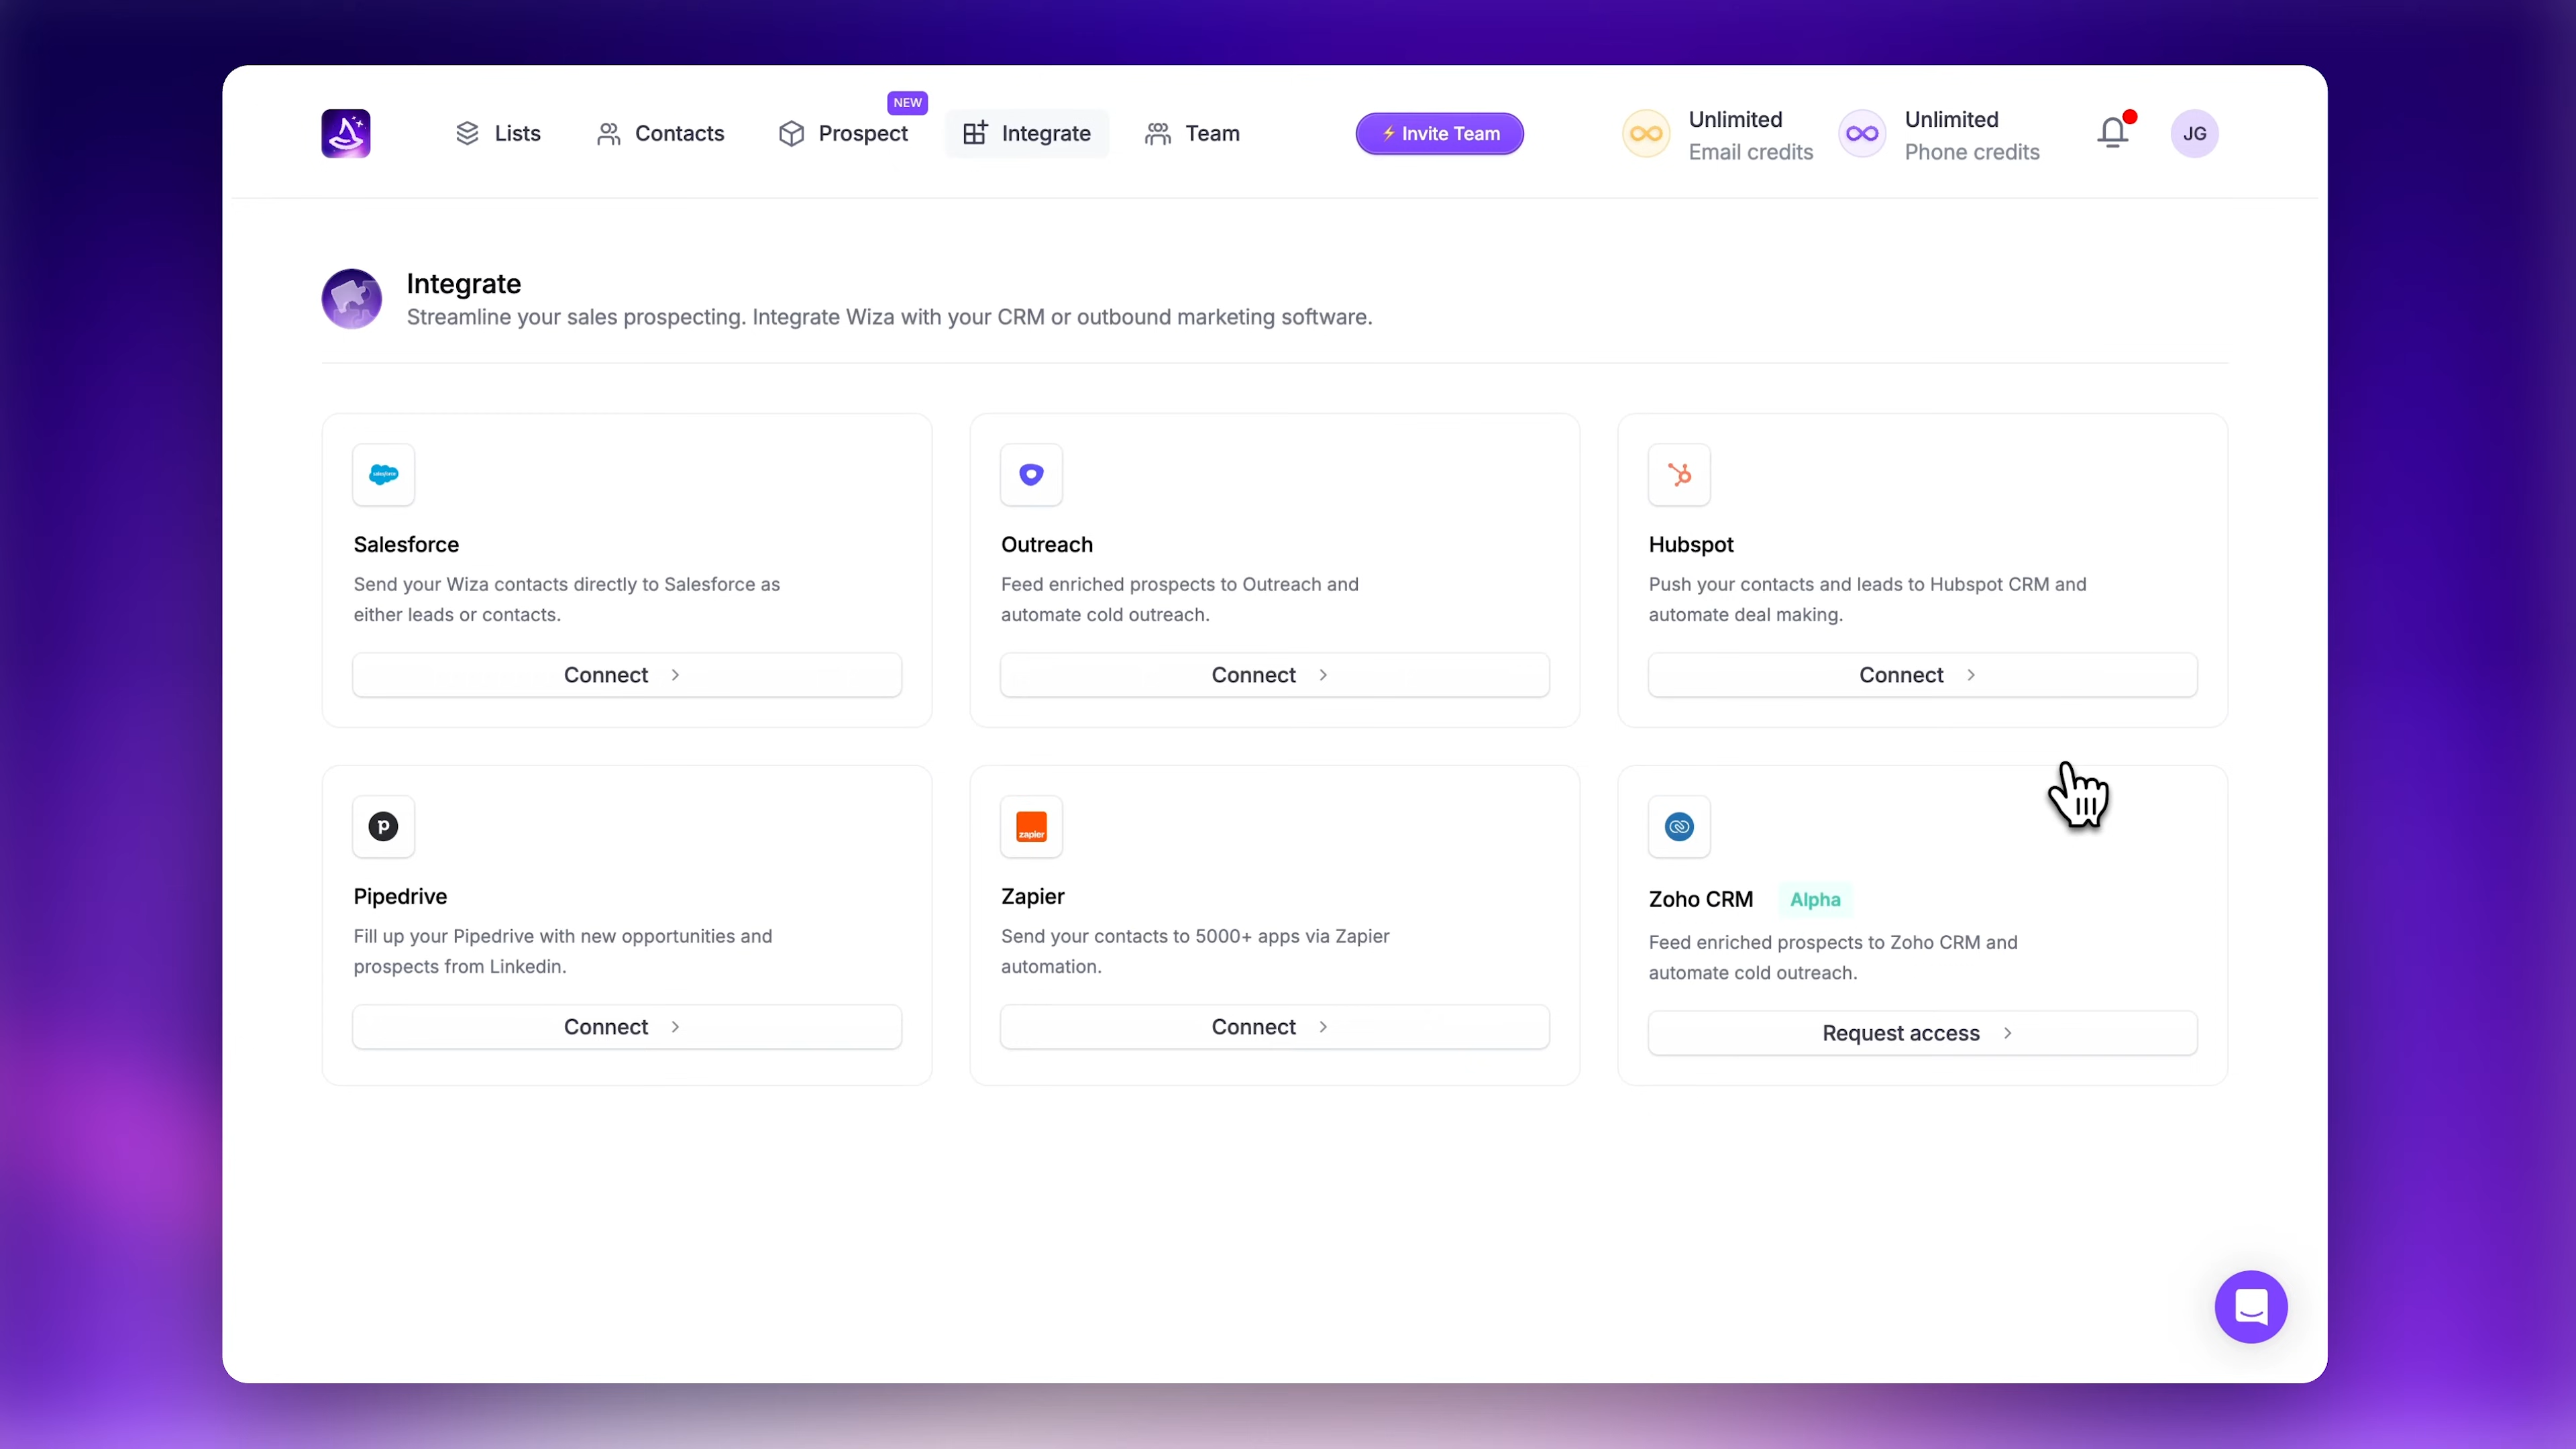 Lists
Contacts
Prospect
NEW
Integrate
Team
⚡ Invite Team
Unlimited
Email credits
Unlimited
Phone credits
JG
Integrate
Streamline your sales prospecting. Integrate Wiza with your CRM or outbound marketing software.
salesforce
Salesforce
Send your Wiza contacts directly to Salesforce as
either leads or contacts.
Connect
Outreach
Feed enriched prospects to Outreach and
automate cold outreach.
Connect
Hubspot
Push your contacts and leads to Hubspot CRM and
automate deal making.
Connect
p
Pipedrive
Fill up your Pipedrive with new opportunities and
prospects from Linkedin.
Connect
zapier
Zapier
Send your contacts to 5000+ apps via Zapier
automation.
Connect
Zoho CRM Alpha
Feed enriched prospects to Zoho CRM and
automate cold outreach.
Request access